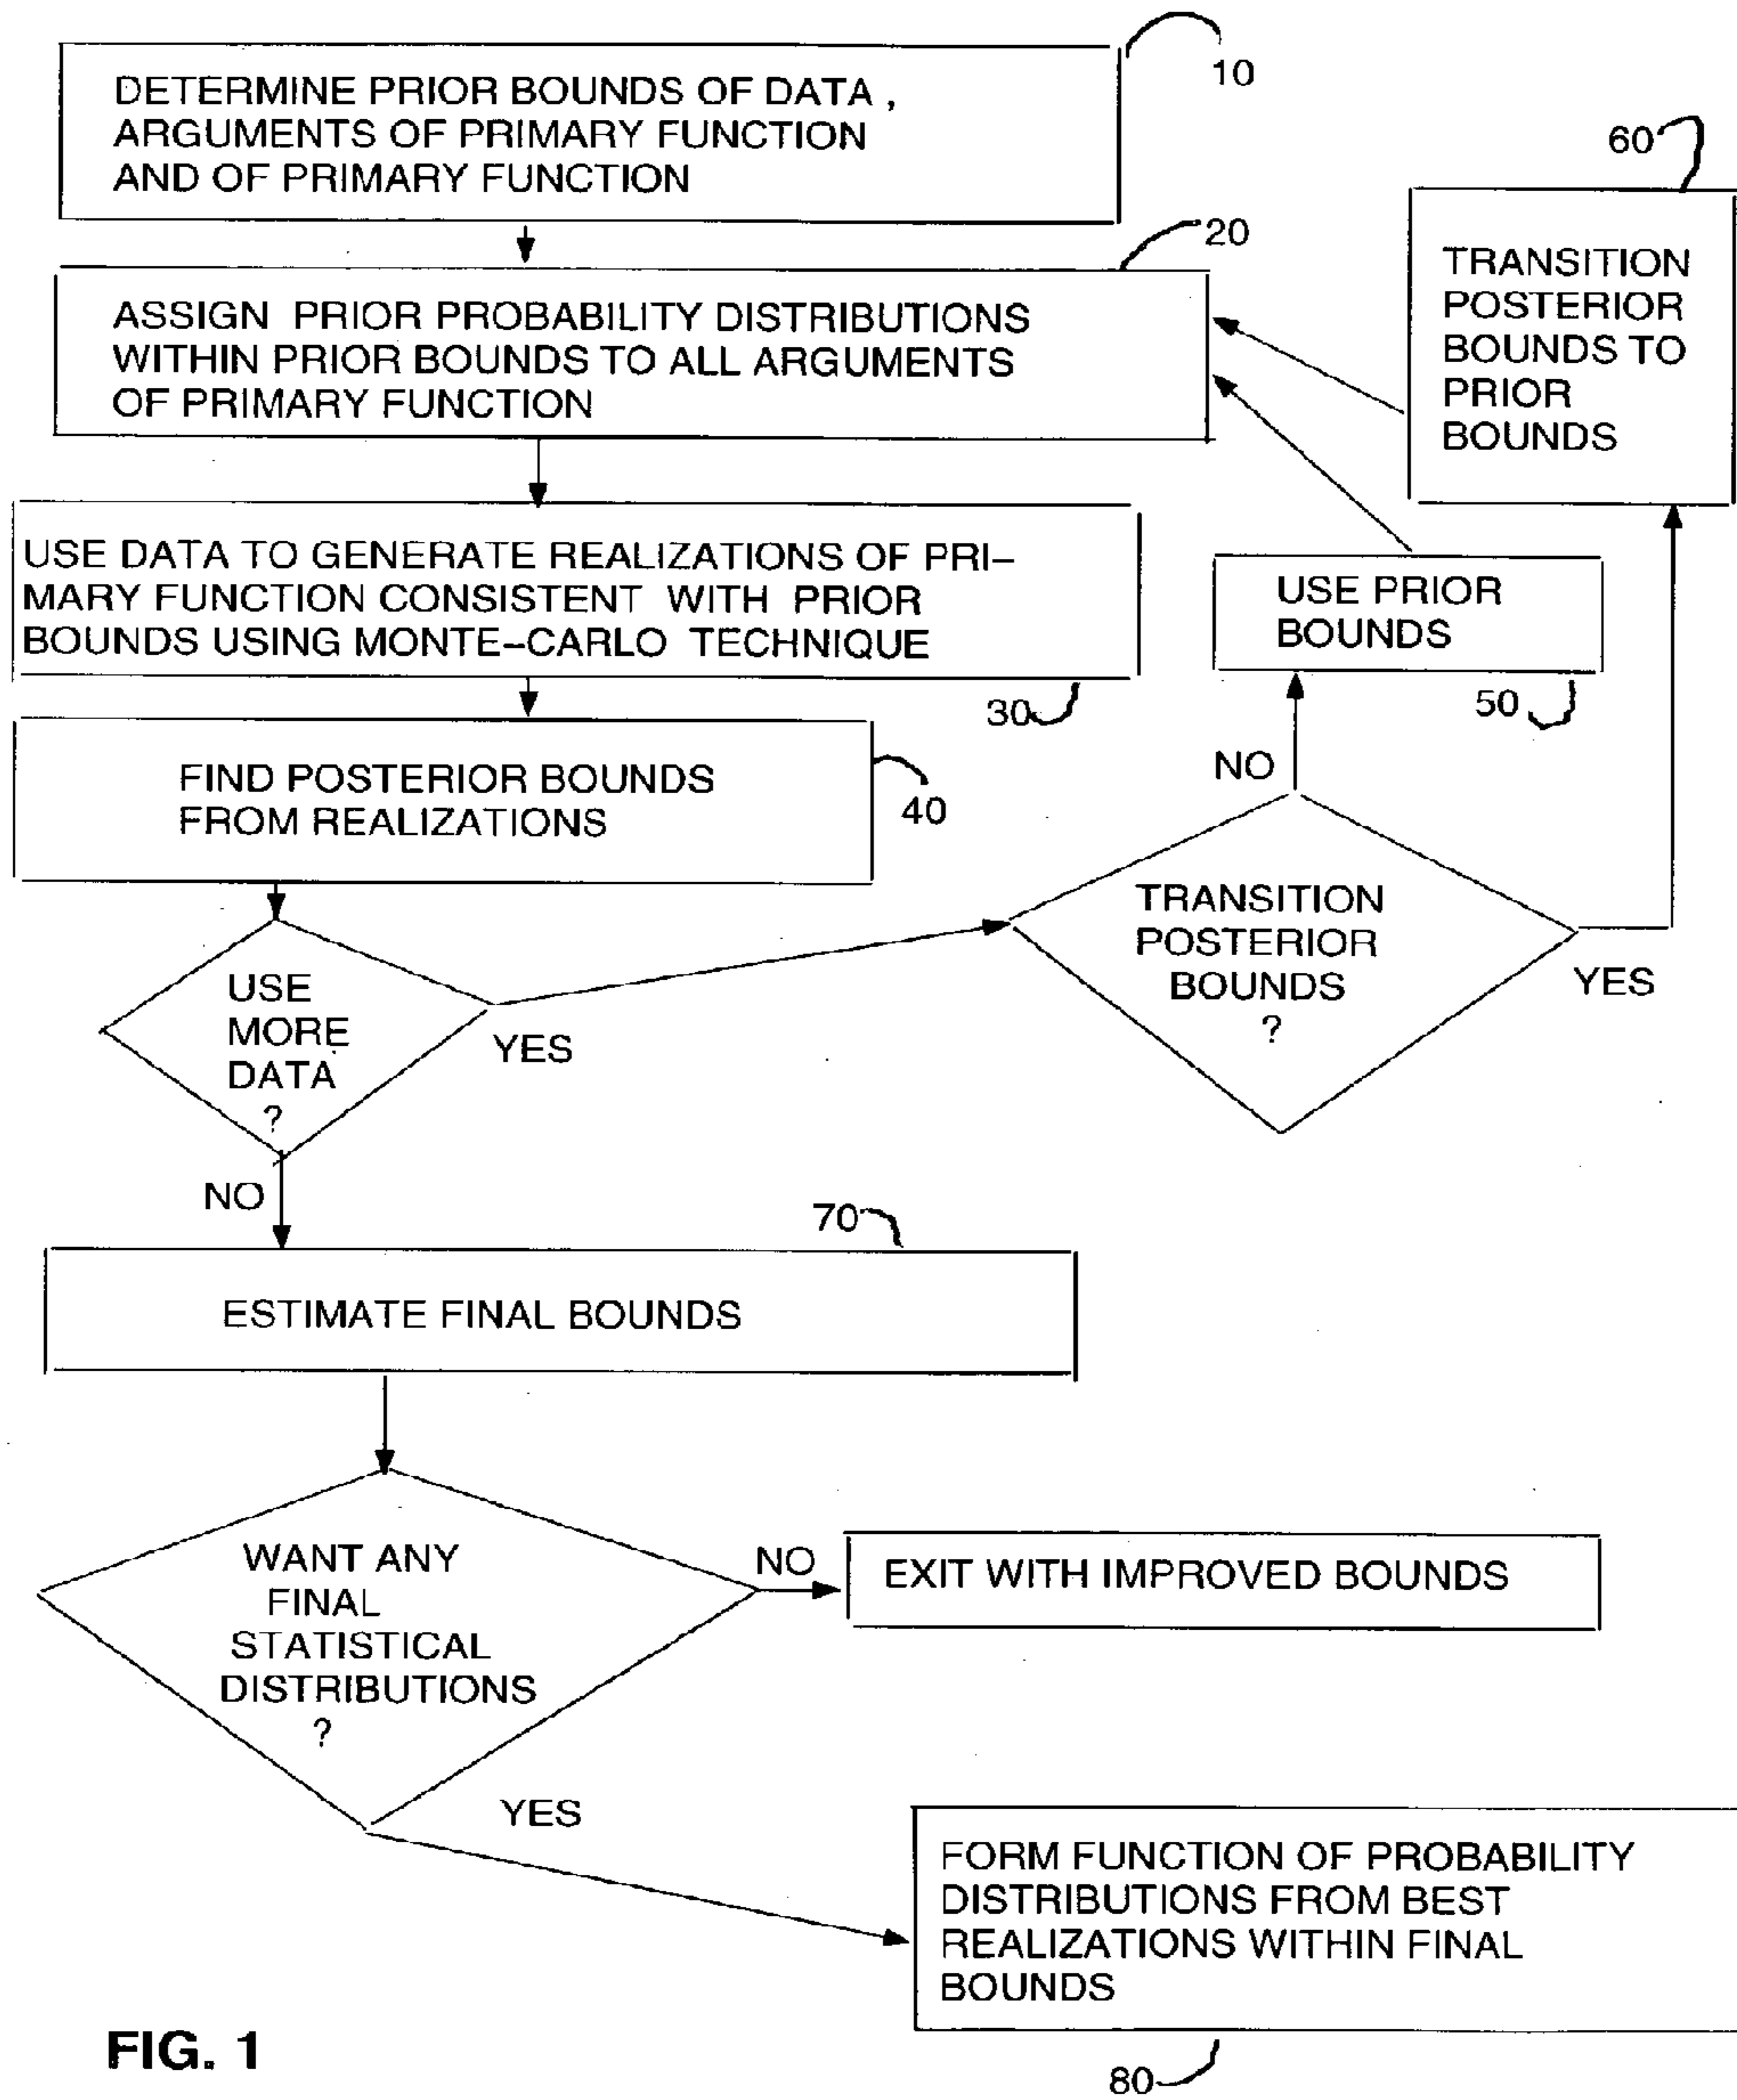 10
DETERMINE PRIOR BOUNDS OF DATA ,
ARGUMENTS OF PRIMARY FUNCTION
AND OF PRIMARY FUNCTION
60
20
TRANSITION
POSTERIOR
BOUNDS TO
PRIOR
BOUNDS
ASSIGN PRIOR PROBABILITY DISTRIBUTIONS
WITHIN PRIOR BOUNDS TO ALL ARGUMENTS
OF PRIMARY FUNCTION
USE DATA TO GENERATE REALIZATIONS OF PRI–
MARY FUNCTION CONSISTENT WITH PRIOR
BOUNDS USING MONTE–CARLO TECHNIQUE
30
USE PRIOR
BOUNDS
50
NO
FIND POSTERIOR BOUNDS
FROM REALIZATIONS
40
TRANSITION
POSTERIOR
BOUNDS
?
YES
USE
MORE
DATA
?
YES
NO
70
ESTIMATE FINAL BOUNDS
WANT ANY
FINAL
STATISTICAL
DISTRIBUTIONS
?
NO
EXIT WITH IMPROVED BOUNDS
YES
FORM FUNCTION OF PROBABILITY
DISTRIBUTIONS FROM BEST
REALIZATIONS WITHIN FINAL
BOUNDS
80
FIG. 1